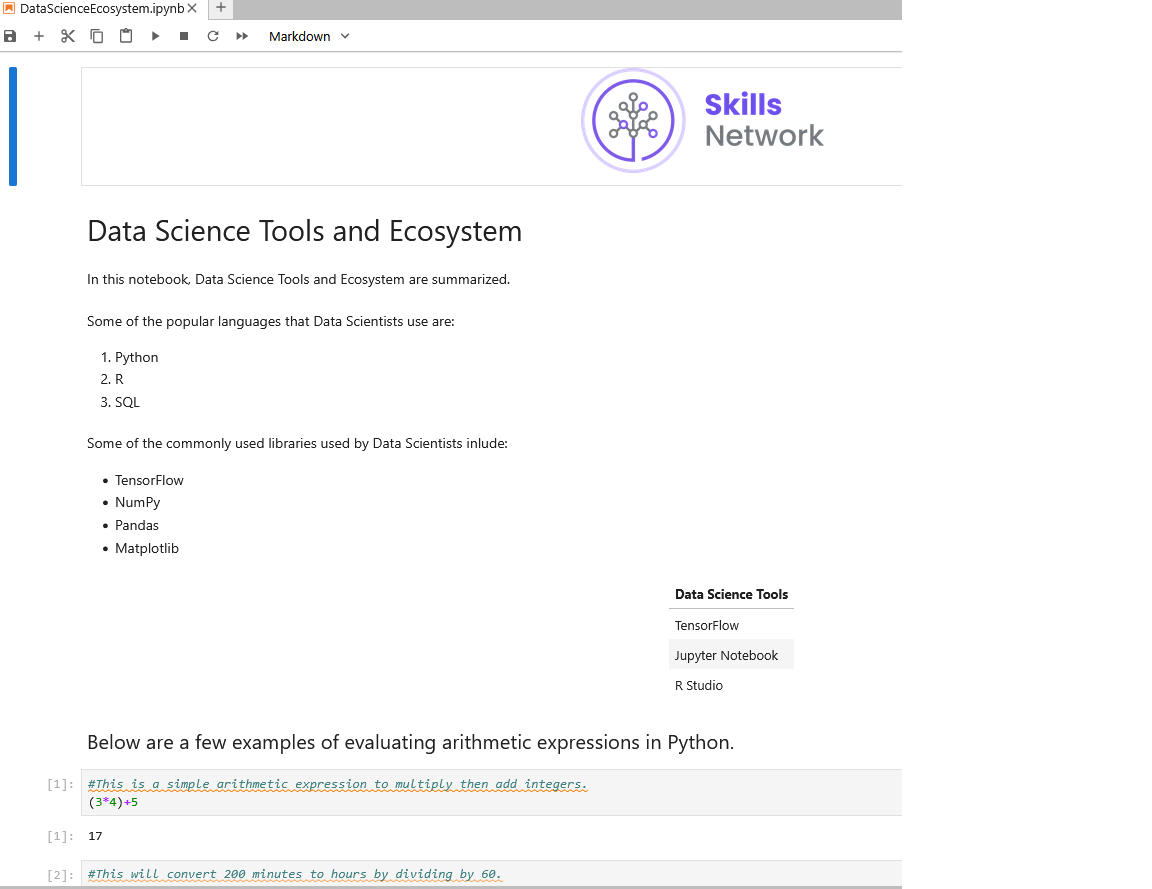 DataScienceEcosystem.ipynb
Markdown
Skills
Network
Data Science Tools and Ecosystem
In this notebook, Data Science Tools and Ecosystem are summarized.
Some of the popular languages that Data Scientists use are:
1. Python
2. R
3. SQL
Some of the commonly used libraries used by Data Scientists inlude:
• TensorFlow
• NumPy
• Pandas
• Matplotlib
Data Science Tools
TensorFlow
Jupyter Notebook
R Studio
Below are a few examples of evaluating arithmetic expressions in Python.
[1]: #This is a simple arithmetic expression to multiply then add integers.
(3*4)+5
[1]: 17
[2]: #This will convert 200 minutes to hours by dividing by 60.